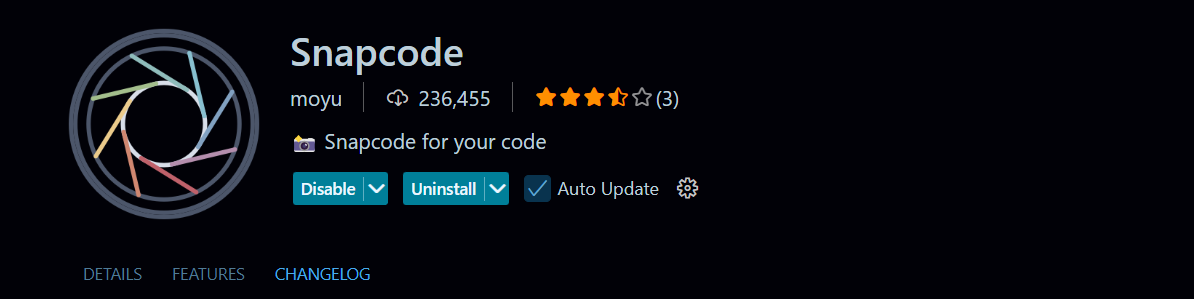 Snapcode
moyu 236,455 (3)
Snapcode for your code
Disable Uninstall Auto Update
DETAILS FEATURES CHANGELOG